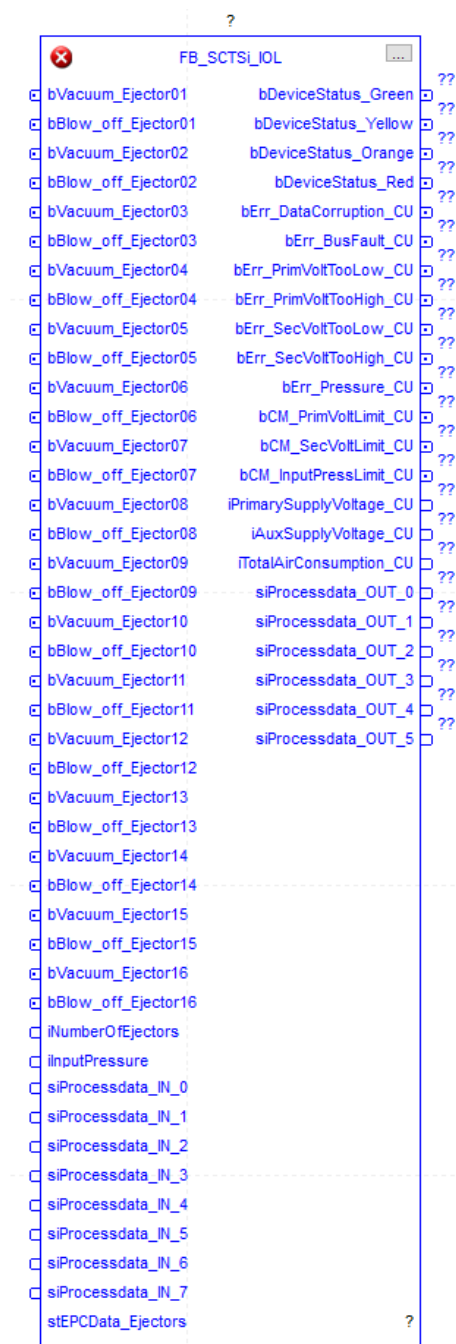 ?
FB_SCTSi_IOL ...
??
bVacuum_Ejector01 bDeviceStatus_Green
??
bBlow_off_Ejector01 bDeviceStatus_Yellow
??
bVacuum_Ejector02 bDeviceStatus_Orange
??
bBlow_off_Ejector02 bDeviceStatus_Red
??
bVacuum_Ejector03 bErr_DataCorruption_CU
??
bBlow_off_Ejector03 bErr_BusFault_CU
??
bVacuum_Ejector04 bErr_PrimVoltTooLow_CU
??
bBlow_off_Ejector04 bErr_PrimVoltTooHigh_CU
??
bVacuum_Ejector05 bErr_SecVoltTooLow_CU
??
bBlow_off_Ejector05 bErr_SecVoltTooHigh_CU
??
bVacuum_Ejector06 bErr_Pressure_CU
??
bBlow_off_Ejector06 bCM_PrimVoltLimit_CU
??
bVacuum_Ejector07 bCM_SecVoltLimit_CU
??
bBlow_off_Ejector07 bCM_InputPressLimit_CU
??
bVacuum_Ejector08 iPrimarySupplyVoltage_CU
??
bBlow_off_Ejector08 iAuxSupplyVoltage_CU
??
bVacuum_Ejector09 iTotalAirConsumption_CU
??
bBlow_off_Ejector09 siProcessdata_OUT_0
??
bVacuum_Ejector10 siProcessdata_OUT_1
??
bBlow_off_Ejector10 siProcessdata_OUT_2
??
bVacuum_Ejector11 siProcessdata_OUT_3
??
bBlow_off_Ejector11 siProcessdata_OUT_4
??
bVacuum_Ejector12 siProcessdata_OUT_5
bBlow_off_Ejector12
bVacuum_Ejector13
bBlow_off_Ejector13
bVacuum_Ejector14
bBlow_off_Ejector14
bVacuum_Ejector15
bBlow_off_Ejector15
bVacuum_Ejector16
bBlow_off_Ejector16
iNumberOfEjectors
iInputPressure
siProcessdata_IN_0
siProcessdata_IN_1
siProcessdata_IN_2
siProcessdata_IN_3
siProcessdata_IN_4
siProcessdata_IN_5
siProcessdata_IN_6
siProcessdata_IN_7
stEPCData_Ejectors ?